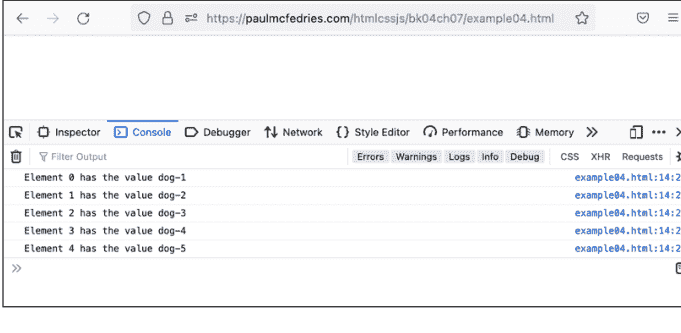 https://paulmcfedries.com/htmlcssjs/bk04ch07/example04.html
Inspector Console Debugger Network Style Editor Performance Memory
Filter Output Errors Warnings Logs Info Debug CSS XHR Requests
Element 0 has the value dog-1 example04.html:14:2
Element 1 has the value dog-2 example04.html:14:2
Element 2 has the value dog-3 example04.html:14:2
Element 3 has the value dog-4 example04.html:14:2
Element 4 has the value dog-5 example04.html:14:2